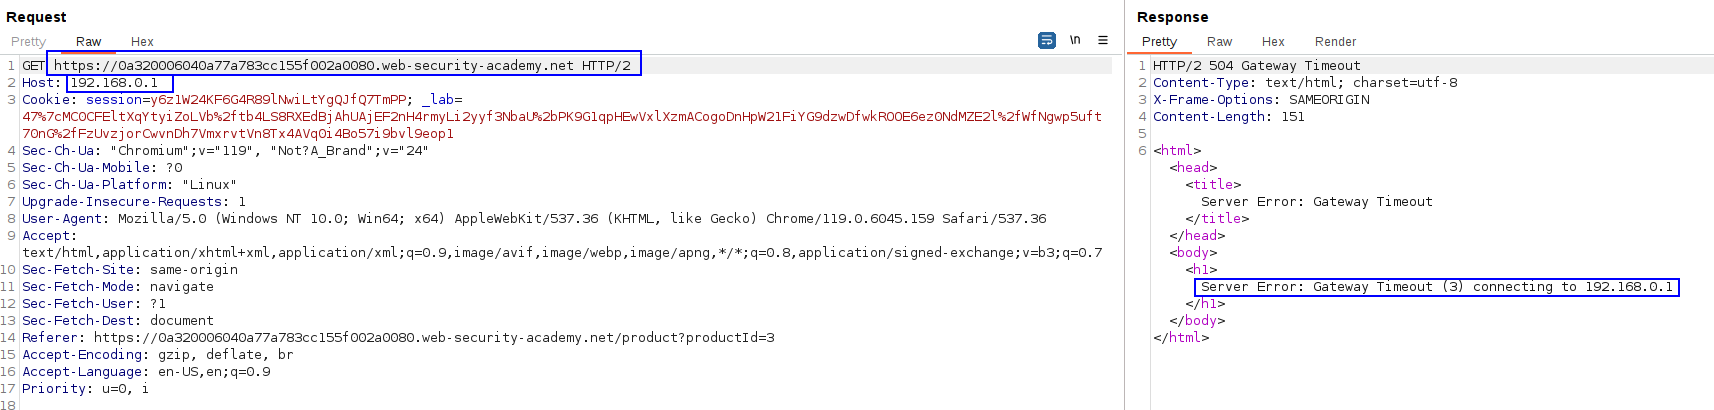 Request
Pretty Raw Hex
\n
1 GET https://0a320006040a77a783cc155f002a0080.web-security-academy.net HTTP/2
2 Host: 192.168.0.1
3 Cookie: session=y6z1W24KF6G4R89lNwiLtYgQJfQ7TmPP; _lab=
47%7cMC0CFEltXqYtyiZoLVb%2ftb4LS8RXEdBjAhUAjEF2nH4rmyLi2yyf3NbaU%2bPK9G1qpHEwVxlXzmACogoDnHpW21FiYG9dzwDfwkROOE6ez0NdMZE2l%2fWfNgwp5uft
70nG%2fFzUvzjorCwvnDh7VmxrvtVn8Tx4AVqOi4Bo57i9bvl9eop1
4 Sec-Ch-Ua: "Chromium";v="119", "Not?A_Brand";v="24"
5 Sec-Ch-Ua-Mobile: ?0
6 Sec-Ch-Ua-Platform: "Linux"
7 Upgrade-Insecure-Requests: 1
8 User-Agent: Mozilla/5.0 (Windows NT 10.0; Win64; x64) AppleWebKit/537.36 (KHTML, like Gecko) Chrome/119.0.6045.159 Safari/537.36
9 Accept:
text/html,application/xhtml+xml,application/xml;q=0.9,image/avif,image/webp,image/apng,*/*;q=0.8,application/signed-exchange;v=b3;q=0.7
10 Sec-Fetch-Site: same-origin
11 Sec-Fetch-Mode: navigate
12 Sec-Fetch-User: ?1
13 Sec-Fetch-Dest: document
14 Referer: https://0a320006040a77a783cc155f002a0080.web-security-academy.net/product?productId=3
15 Accept-Encoding: gzip, deflate, br
16 Accept-Language: en-US,en;q=0.9
17 Priority: u=0, i
18
Response
Pretty Raw Hex Render
1 HTTP/2 504 Gateway Timeout
2 Content-Type: text/html; charset=utf-8
3 X-Frame-Options: SAMEORIGIN
4 Content-Length: 151
5
6 <html>
<head>
<title>
Server Error: Gateway Timeout
</title>
</head>
<body>
<h1>
Server Error: Gateway Timeout (3) connecting to 192.168.0.1
</h1>
</body>
</html>